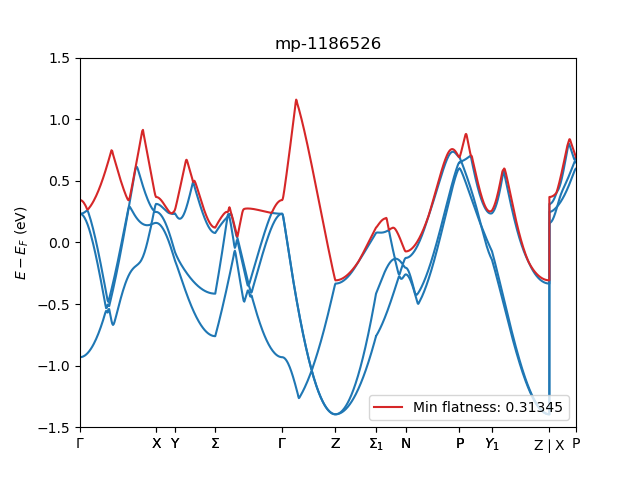 mp-1186526
1.5
1.0
0.5
0.0
−0.5
−1.0
−1.5
E − E_F (eV)
Min flatness: 0.31345
Γ X Y Σ Γ Z Σ₁ N P Y₁ Z | X P